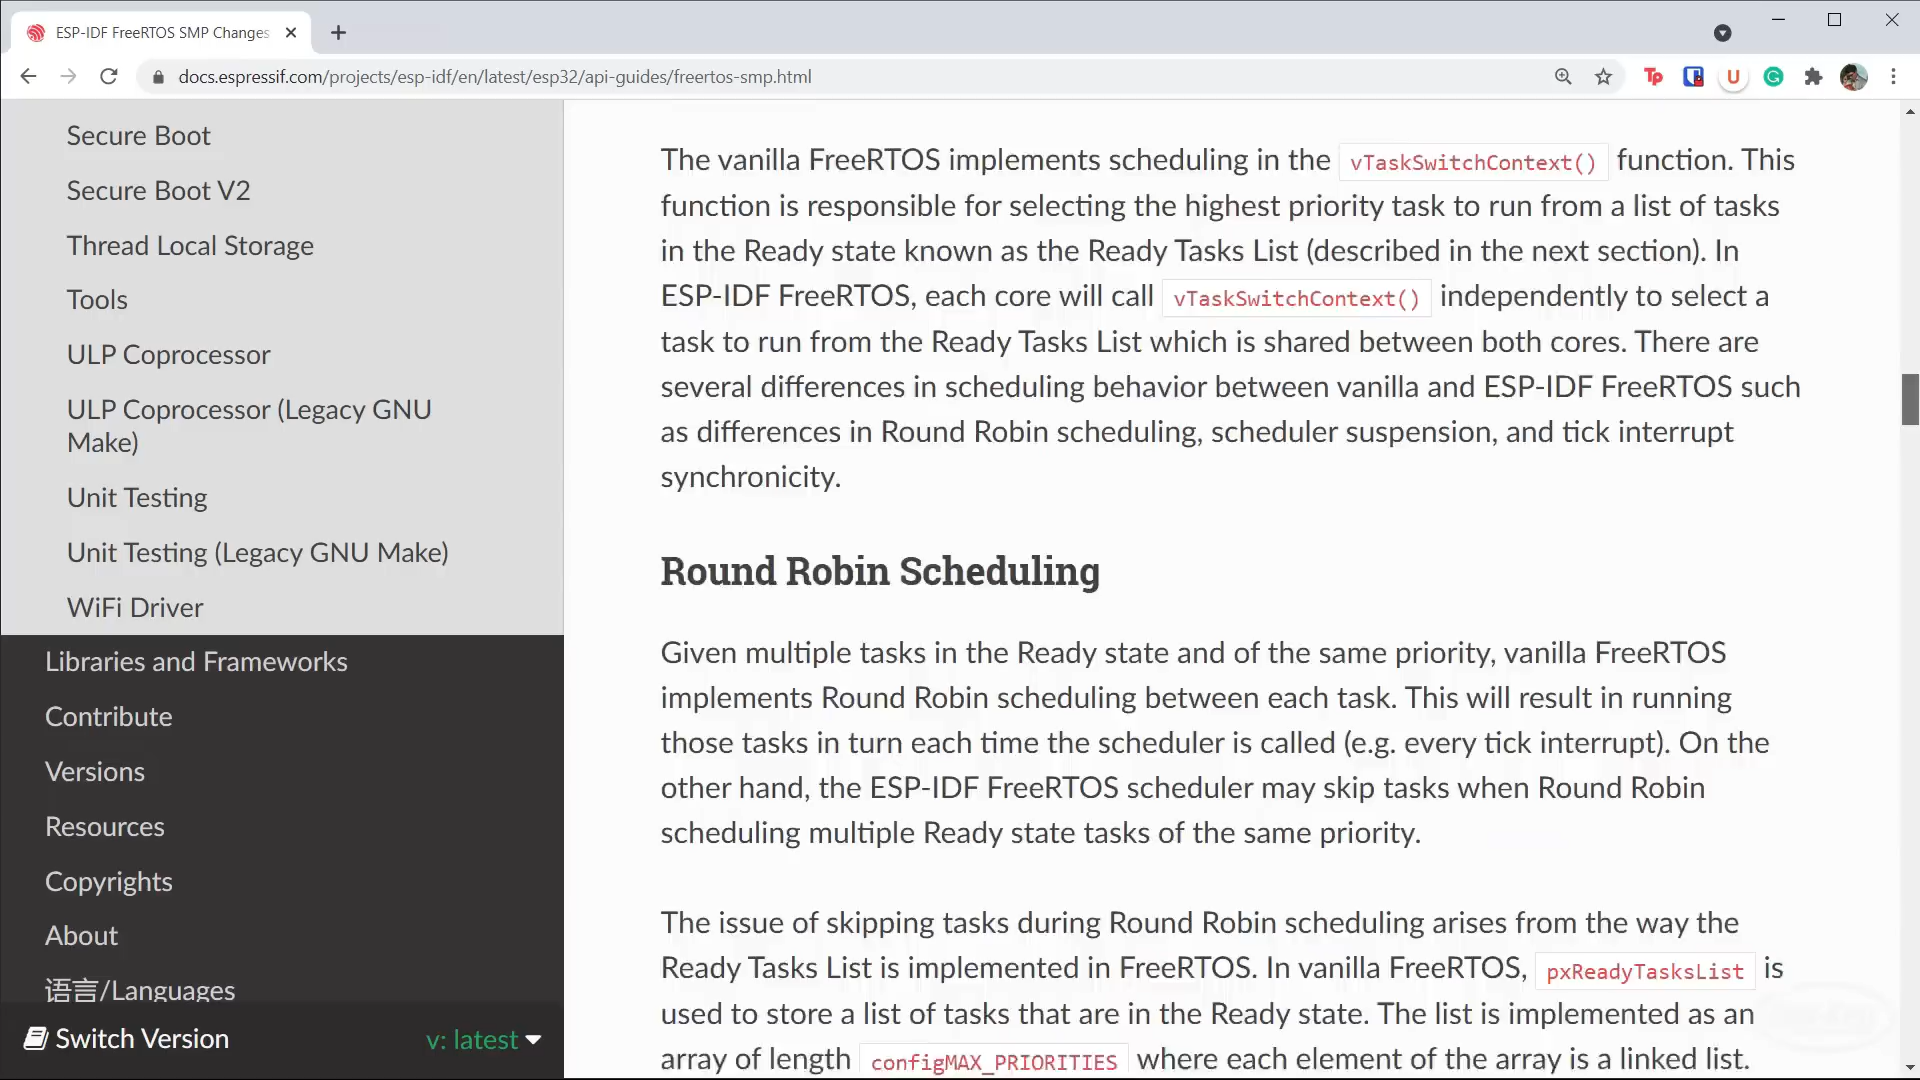 ESP-IDF FreeRTOS SMP Changes
docs.espressif.com/projects/esp-idf/en/latest/esp32/api-guides/freertos-smp.html
Secure Boot
Secure Boot V2
Thread Local Storage
Tools
ULP Coprocessor
ULP Coprocessor (Legacy GNU
Make)
Unit Testing
Unit Testing (Legacy GNU Make)
WiFi Driver
Libraries and Frameworks
Contribute
Versions
Resources
Copyrights
About
语言/Languages
Switch Version
v: latest
The vanilla FreeRTOS implements scheduling in the vTaskSwitchContext() function. This
function is responsible for selecting the highest priority task to run from a list of tasks
in the Ready state known as the Ready Tasks List (described in the next section). In
ESP-IDF FreeRTOS, each core will call vTaskSwitchContext() independently to select a
task to run from the Ready Tasks List which is shared between both cores. There are
several differences in scheduling behavior between vanilla and ESP-IDF FreeRTOS such
as differences in Round Robin scheduling, scheduler suspension, and tick interrupt
synchronicity.
Round Robin Scheduling
Given multiple tasks in the Ready state and of the same priority, vanilla FreeRTOS
implements Round Robin scheduling between each task. This will result in running
those tasks in turn each time the scheduler is called (e.g. every tick interrupt). On the
other hand, the ESP-IDF FreeRTOS scheduler may skip tasks when Round Robin
scheduling multiple Ready state tasks of the same priority.
The issue of skipping tasks during Round Robin scheduling arises from the way the
Ready Tasks List is implemented in FreeRTOS. In vanilla FreeRTOS, pxReadyTasksList is
used to store a list of tasks that are in the Ready state. The list is implemented as an
array of length configMAX_PRIORITIES where each element of the array is a linked list.